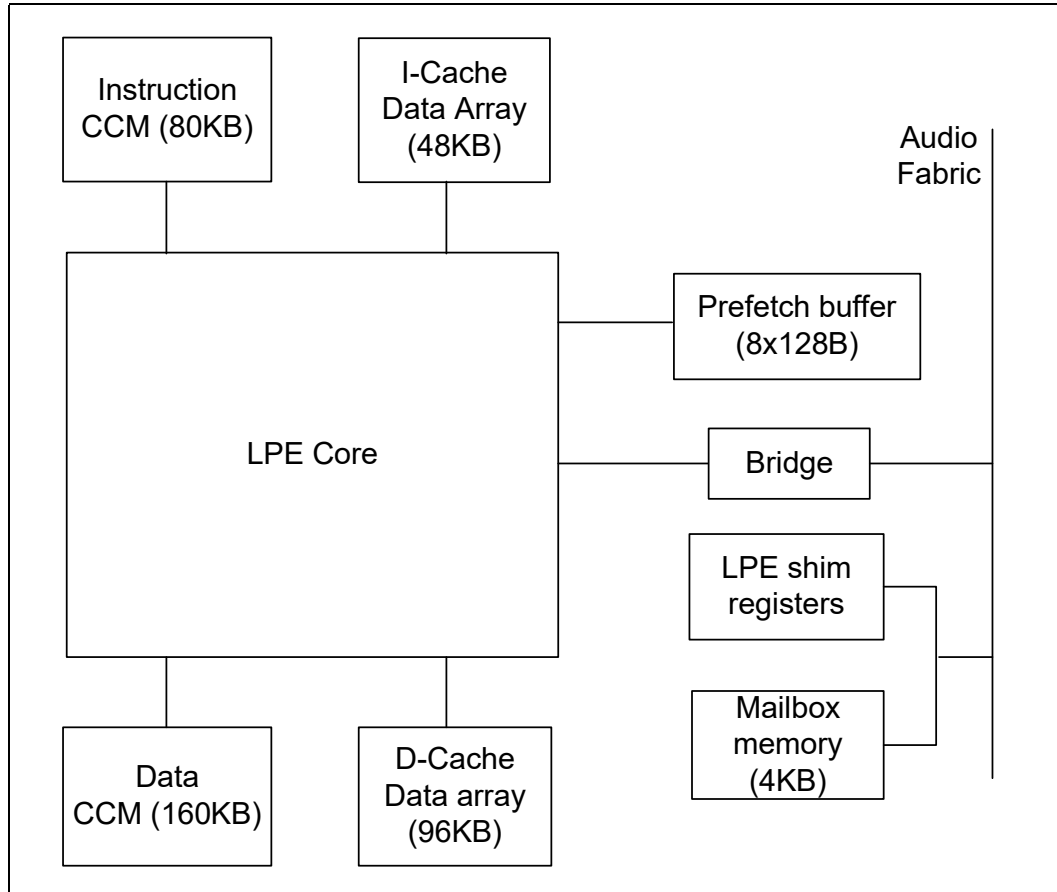 Instruction
CCM (80KB)
I-Cache
Data Array
(48KB)
Audio
Fabric
Prefetch buffer
(8x128B)
LPE Core
Bridge
LPE shim
registers
Mailbox
memory
(4KB)
Data
CCM (160KB)
D-Cache
Data array
(96KB)